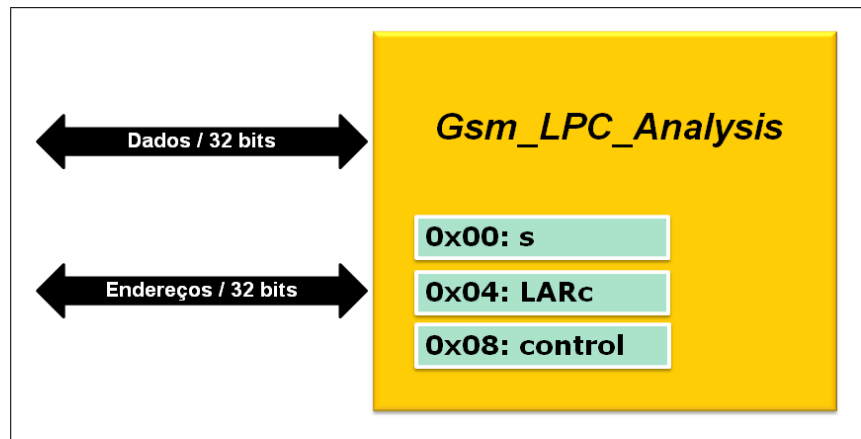 Dados / 32 bits
Gsm_LPC_Analysis
0x00: s
Endereços / 32 bits
0x04: LARc
0x08: control